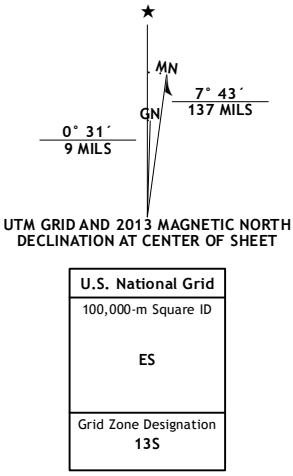 ★
MN
7° 43´
137 MILS
GN
0° 31´
9 MILS
UTM GRID AND 2013 MAGNETIC NORTH
DECLINATION AT CENTER OF SHEET
U.S. National Grid
100,000-m Square ID
ES
Grid Zone Designation
13S